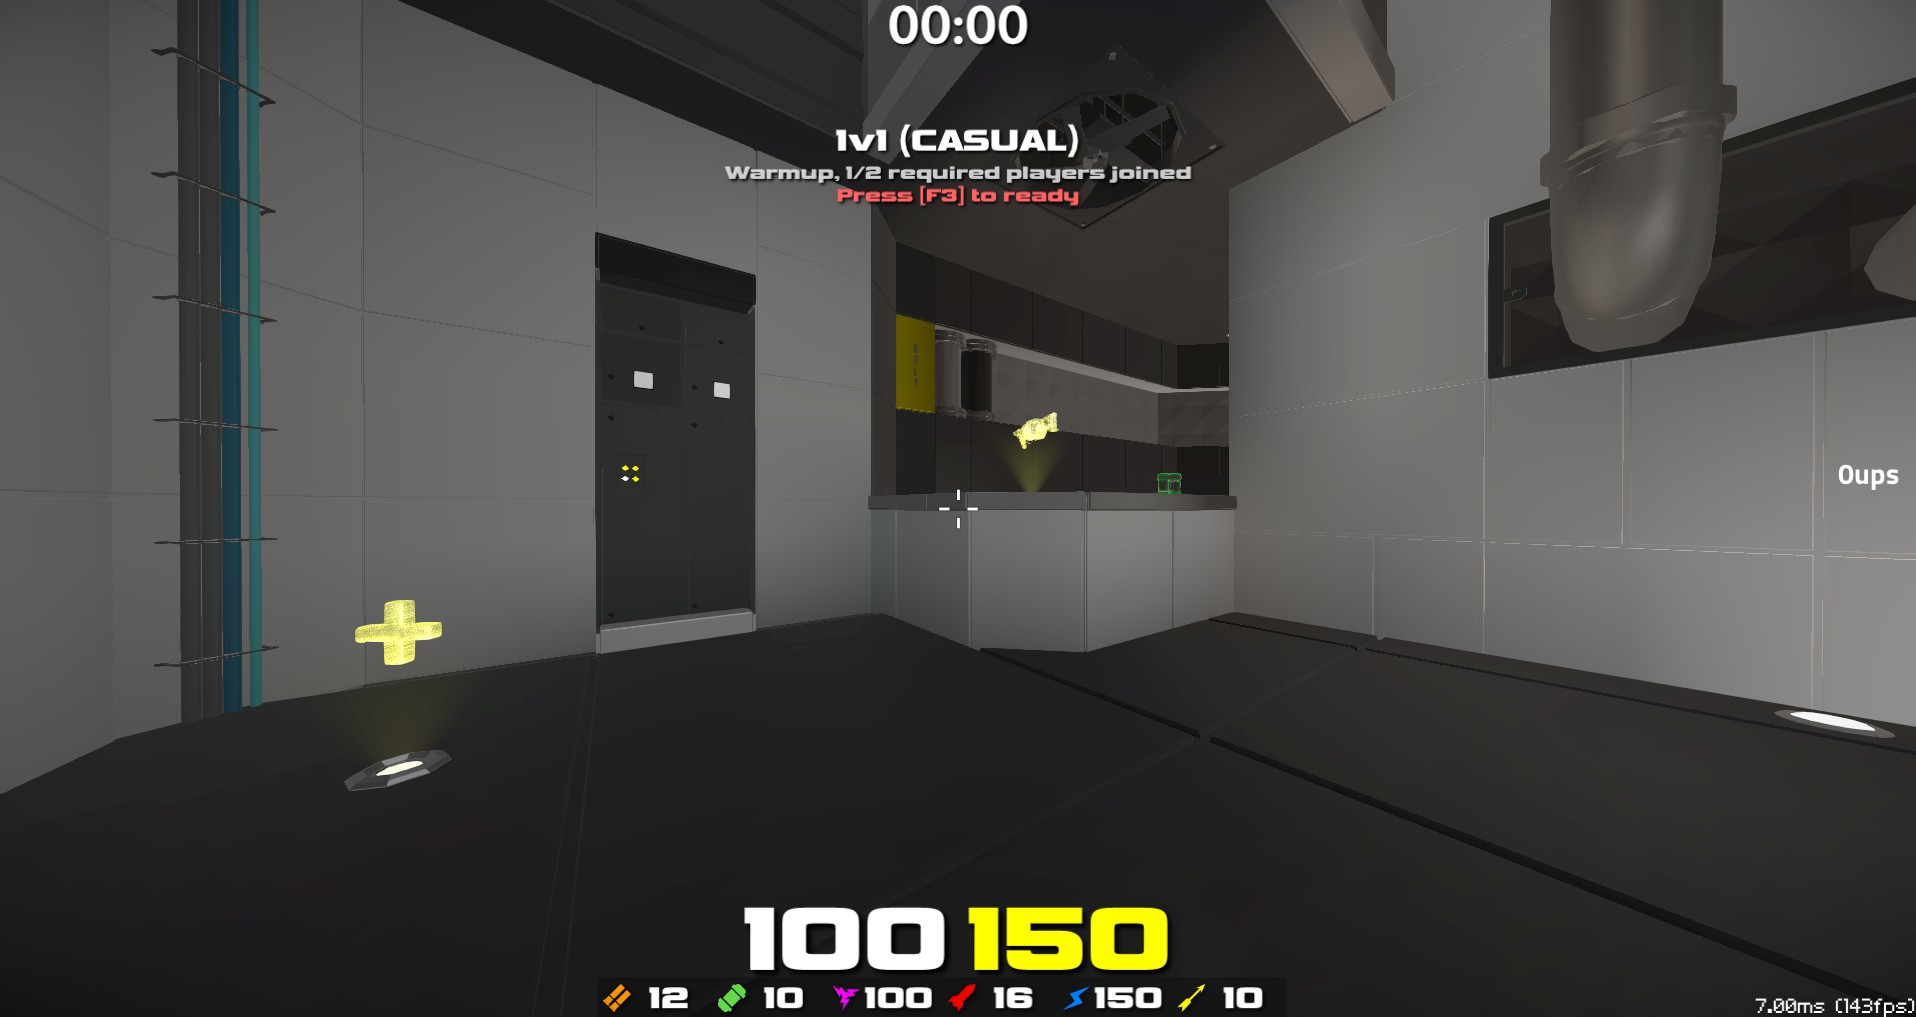 00:00
1v1 (CASUAL)
Warmup, 1/2 required players joined
Press [F3] to ready
BOLT
Oups
100 150
12 10 100 16 150 10
7.00ms (143fps)